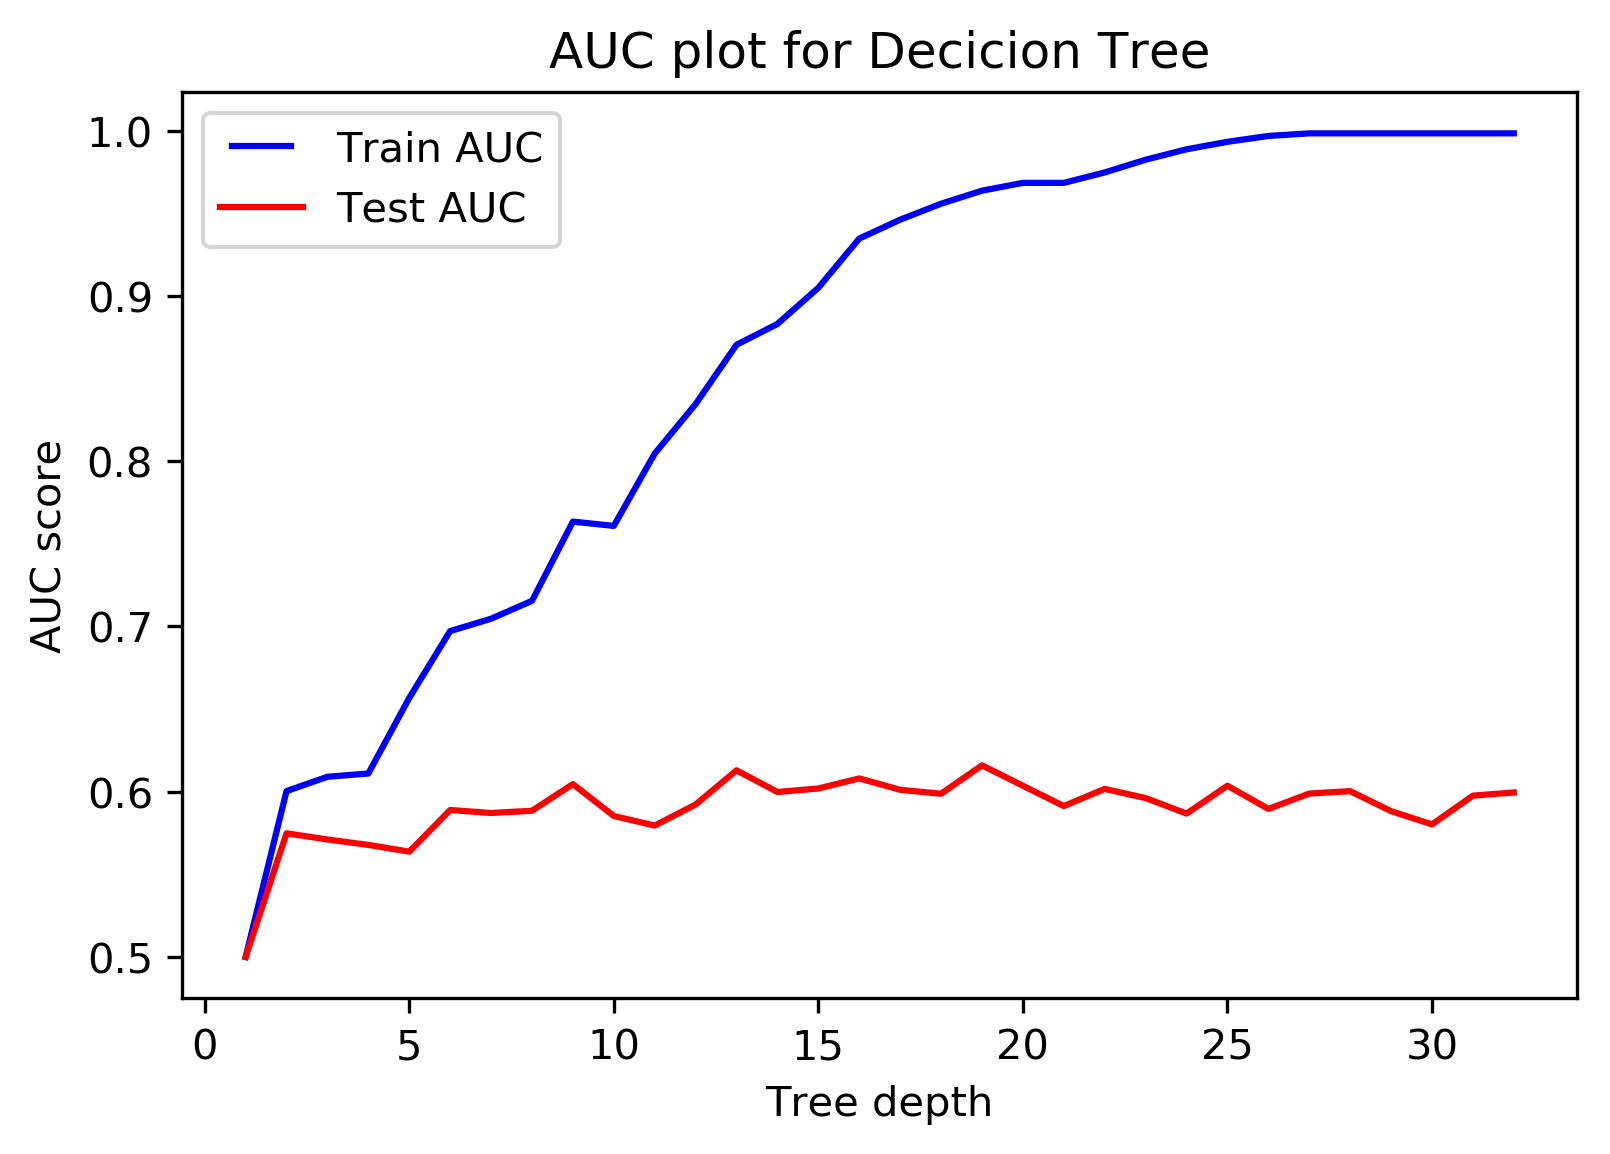 AUC plot for Decicion Tree
Train AUC
Test AUC
1.0
0.9
0.8
0.7
0.6
0.5
AUC score
0 5 10 15 20 25 30
Tree depth